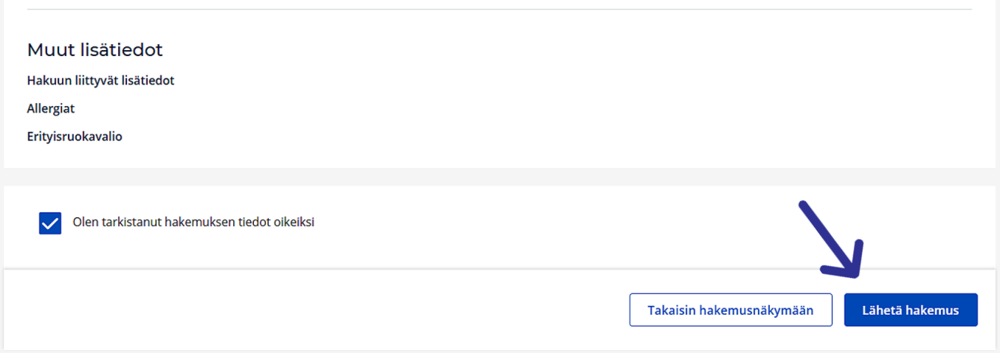 Muut lisätiedot
Hakuun liittyvät lisätiedot
Allergiat
Erityisruokavalio
Olen tarkistanut hakemuksen tiedot oikeiksi
Takaisin hakemusnäkymään
Lähetä hakemus